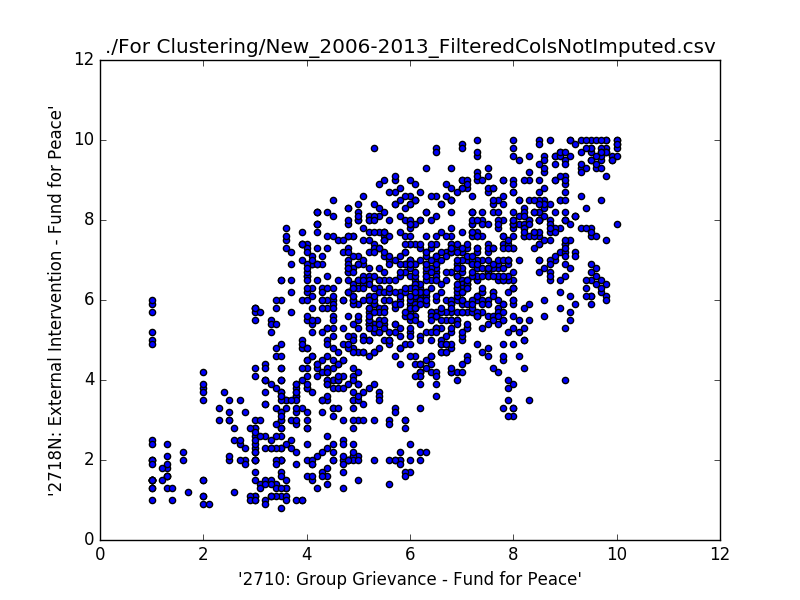 ./For Clustering/New_2006-2013_FilteredColsNotImputed.csv
12
10
8
6
4
2
0
'2718N: External Intervention - Fund for Peace'
0 2 4 6 8 10 12
'2710: Group Grievance - Fund for Peace'